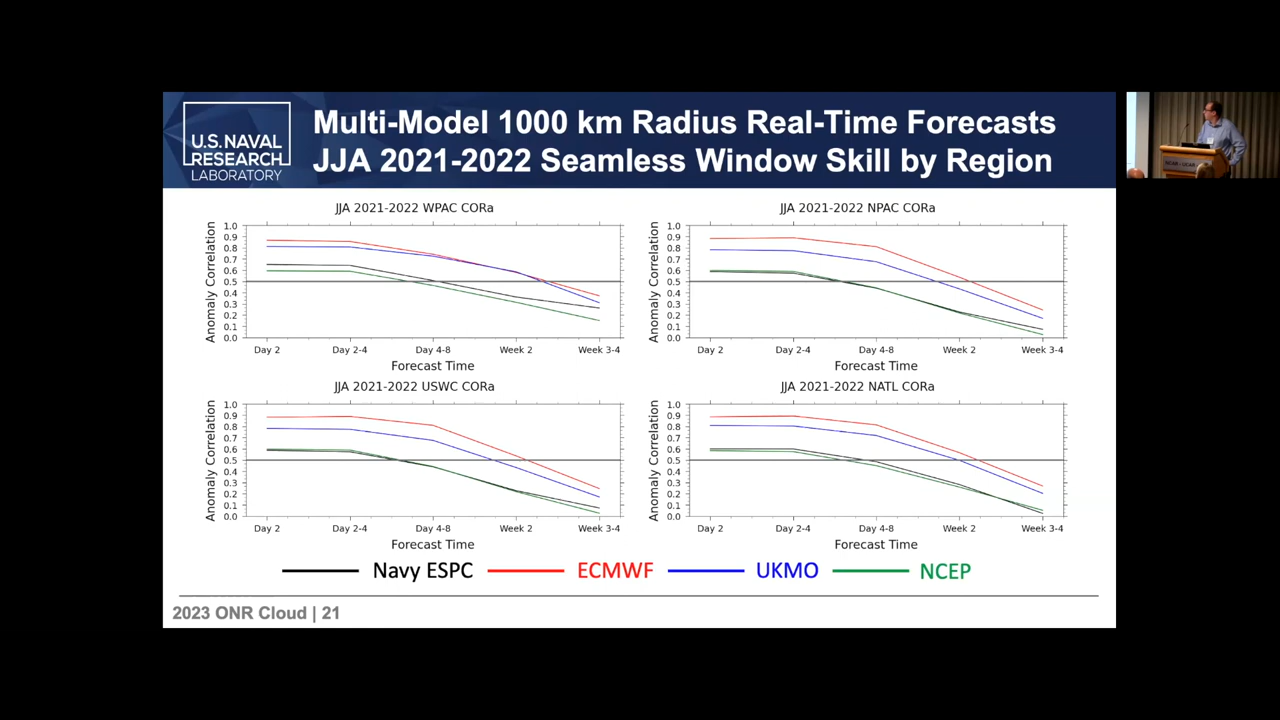 U.S. NAVAL
RESEARCH
LABORATORY
Multi-Model 1000 km Radius Real-Time Forecasts
JJA 2021-2022 Seamless Window Skill by Region
JJA 2021-2022 WPAC CORa
Anomaly Correlation
1.0
0.9
0.8
0.7
0.6
0.5
0.4
0.3
0.2
0.1
0.0
Day 2 Day 2-4 Day 4-8 Week 2 Week 3-4
Forecast Time
JJA 2021-2022 NPAC CORa
Anomaly Correlation
1.0
0.9
0.8
0.7
0.6
0.5
0.4
0.3
0.2
0.1
0.0
Day 2 Day 2-4 Day 4-8 Week 2 Week 3-4
Forecast Time
JJA 2021-2022 USWC CORa
Anomaly Correlation
1.0
0.9
0.8
0.7
0.6
0.5
0.4
0.3
0.2
0.1
0.0
Day 2 Day 2-4 Day 4-8 Week 2 Week 3-4
Forecast Time
JJA 2021-2022 NATL CORa
Anomaly Correlation
1.0
0.9
0.8
0.7
0.6
0.5
0.4
0.3
0.2
0.1
0.0
Day 2 Day 2-4 Day 4-8 Week 2 Week 3-4
Forecast Time
Navy ESPC ECMWF UKMO NCEP
2023 ONR Cloud | 21